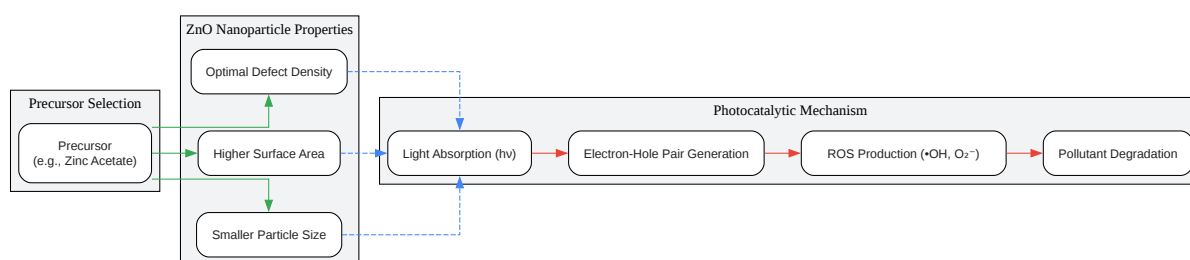 Precursor Selection
Precursor
(e.g., Zinc Acetate)
ZnO Nanoparticle Properties
Optimal Defect Density
Higher Surface Area
Smaller Particle Size
Photocatalytic Mechanism
Light Absorption (hν)
Electron-Hole Pair Generation
ROS Production (•OH, O₂⁻)
Pollutant Degradation